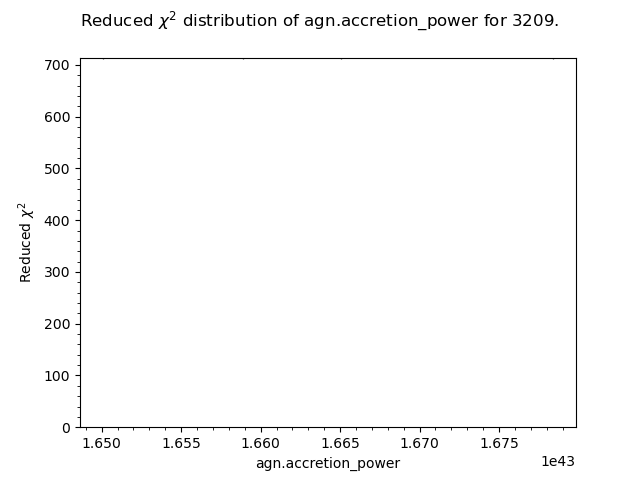 Reduced χ² distribution of agn.accretion_power for 3209.
700
600
500
400
300
200
100
0
Reduced χ²
1.650 1.655 1.660 1.665 1.670 1.675
1e43
agn.accretion_power